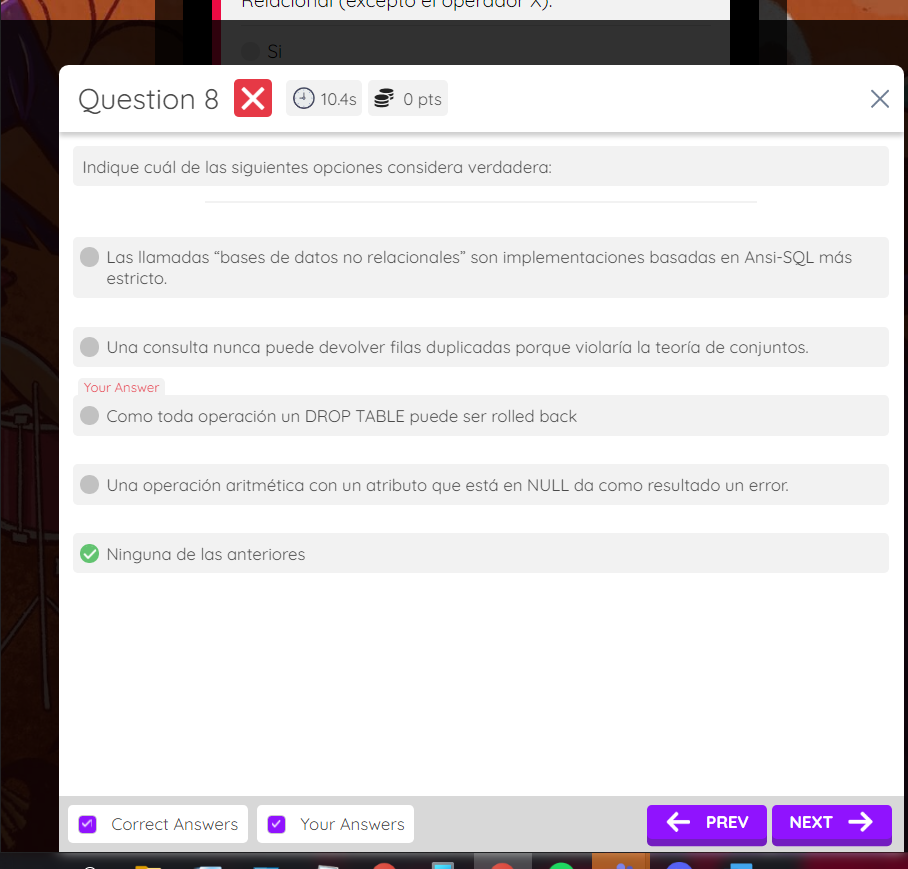 Relacional (excepto el operador X).
Si
Question 8
10.4s
0 pts
Indique cuál de las siguientes opciones considera verdadera:
Las llamadas “bases de datos no relacionales” son implementaciones basadas en Ansi-SQL más
estricto.
Una consulta nunca puede devolver filas duplicadas porque violaría la teoría de conjuntos.
Your Answer
Como toda operación un DROP TABLE puede ser rolled back
Una operación aritmética con un atributo que está en NULL da como resultado un error.
Ninguna de las anteriores
Correct Answers
Your Answers
PREV
NEXT